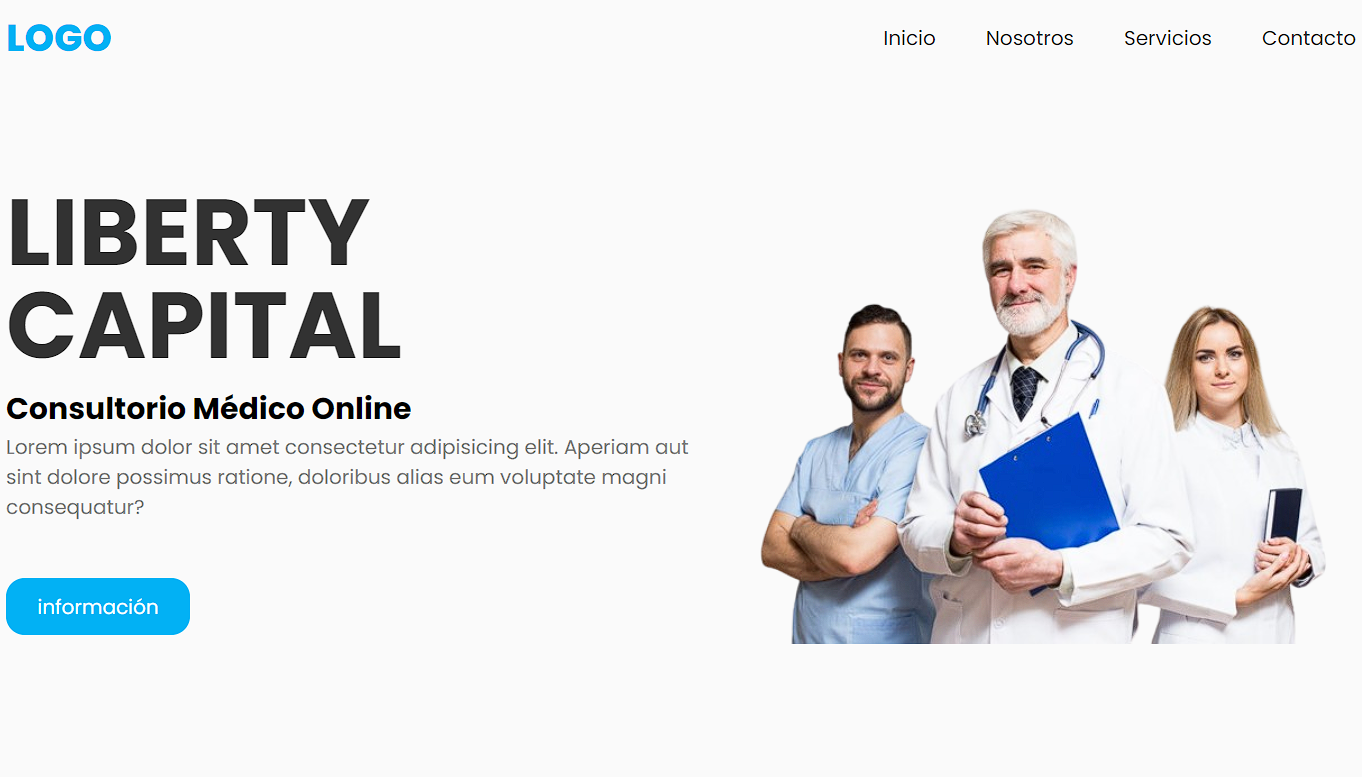 LOGO
Inicio Nosotros Servicios Contacto
LIBERTY
CAPITAL
Consultorio Médico Online
Lorem ipsum dolor sit amet consectetur adipisicing elit. Aperiam aut
sint dolore possimus ratione, doloribus alias eum voluptate magni
consequatur?
información